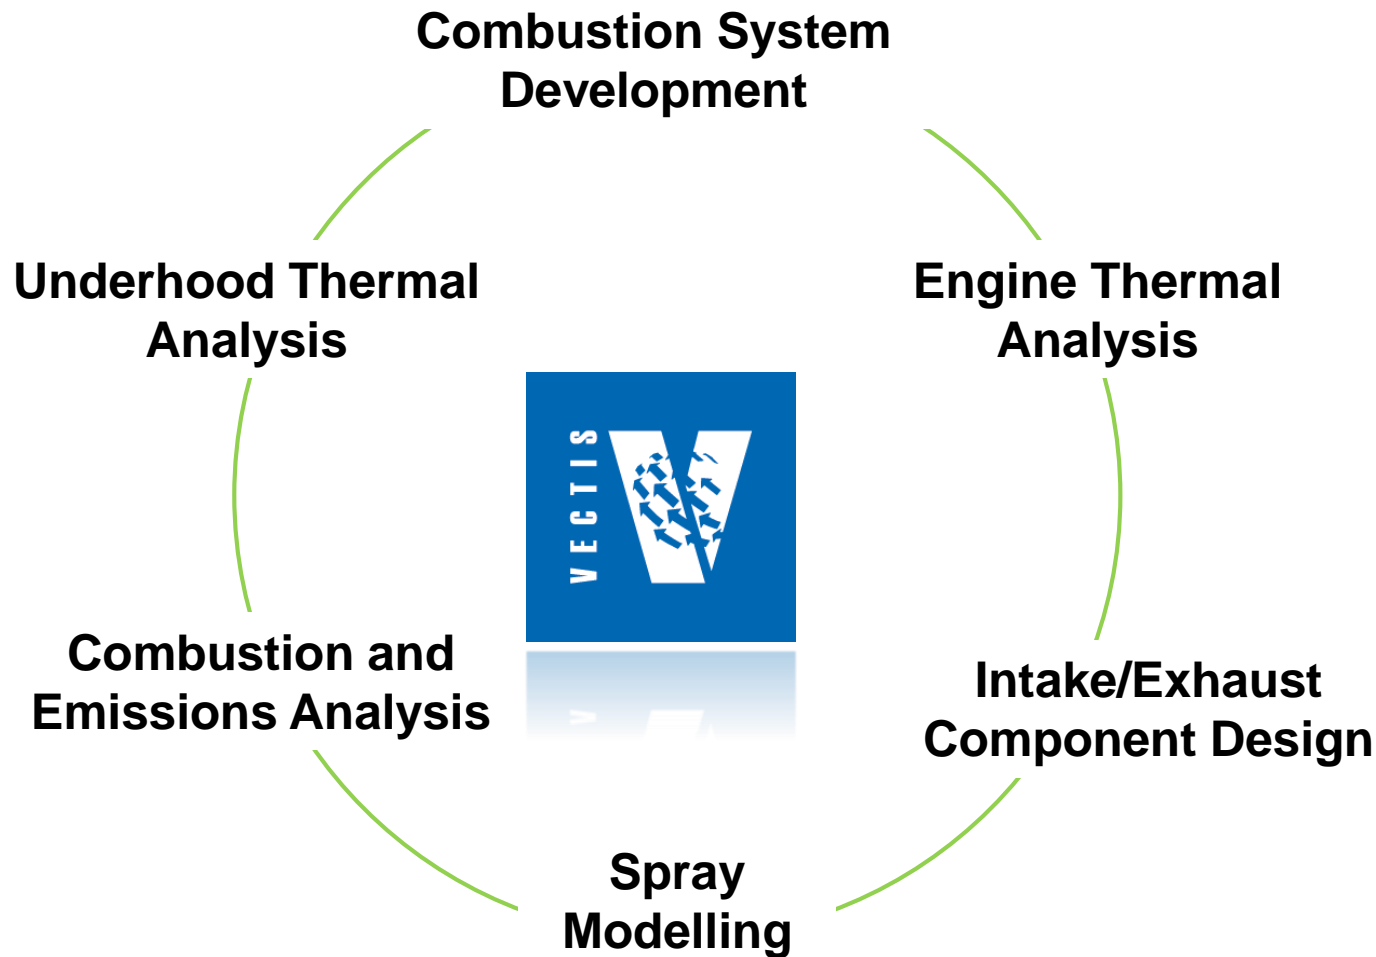 Combustion System
Development
Underhood Thermal
Analysis
Engine Thermal
Analysis
VECTIS
V
Combustion and
Emissions Analysis
Intake/Exhaust
Component Design
Spray
Modelling